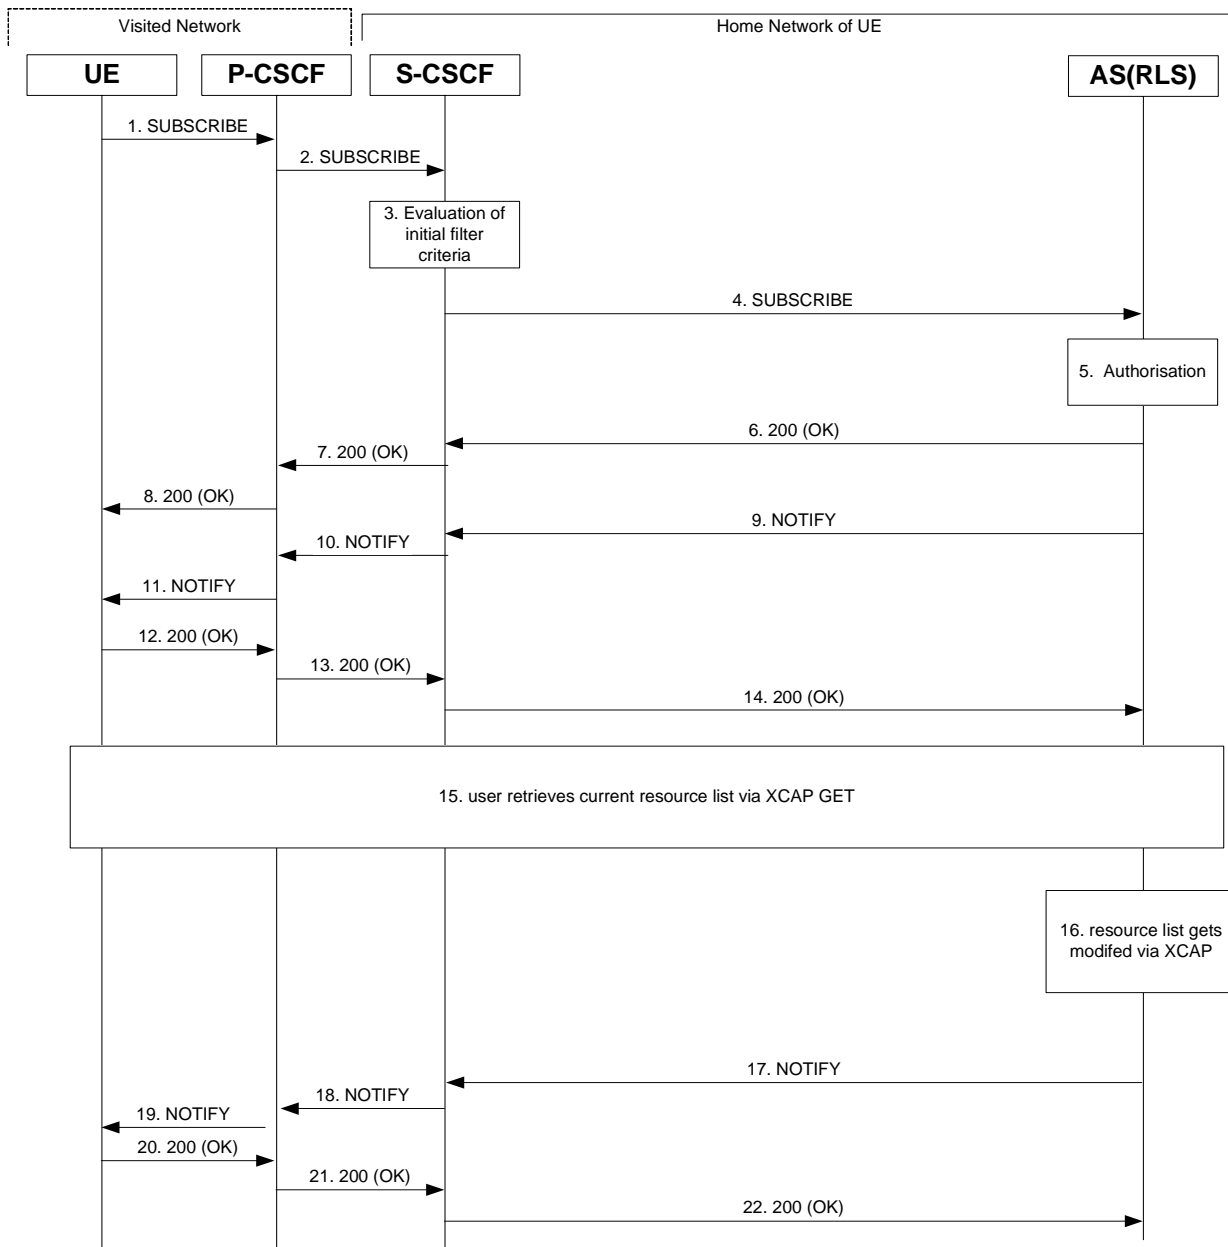 Visited Network
Home Network of UE
UE
P-CSCF
S-CSCF
AS(RLS)
1. SUBSCRIBE
2. SUBSCRIBE
3. Evaluation of
initial filter
criteria
4. SUBSCRIBE
5. Authorisation
6. 200 (OK)
7. 200 (OK)
8. 200 (OK)
9. NOTIFY
10. NOTIFY
11. NOTIFY
12. 200 (OK)
13. 200 (OK)
14. 200 (OK)
15. user retrieves current resource list via XCAP GET
16. resource list gets
modifed via XCAP
17. NOTIFY
18. NOTIFY
19. NOTIFY
20. 200 (OK)
21. 200 (OK)
22. 200 (OK)